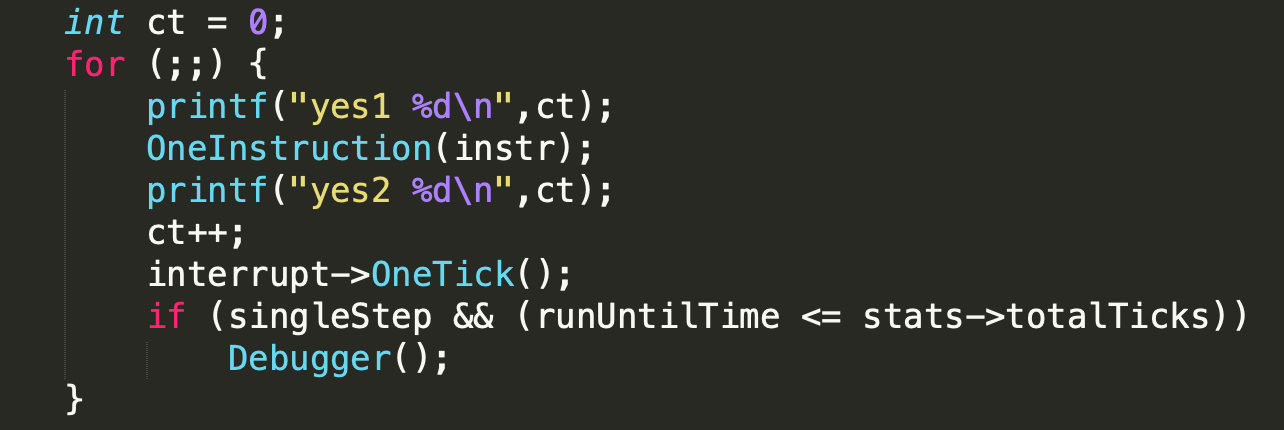 int ct = 0;
for (;;) {
printf("yes1 %d\n",ct);
OneInstruction(instr);
printf("yes2 %d\n",ct);
ct++;
interrupt->OneTick();
if (singleStep && (runUntilTime <= stats->totalTicks))
Debugger();
}